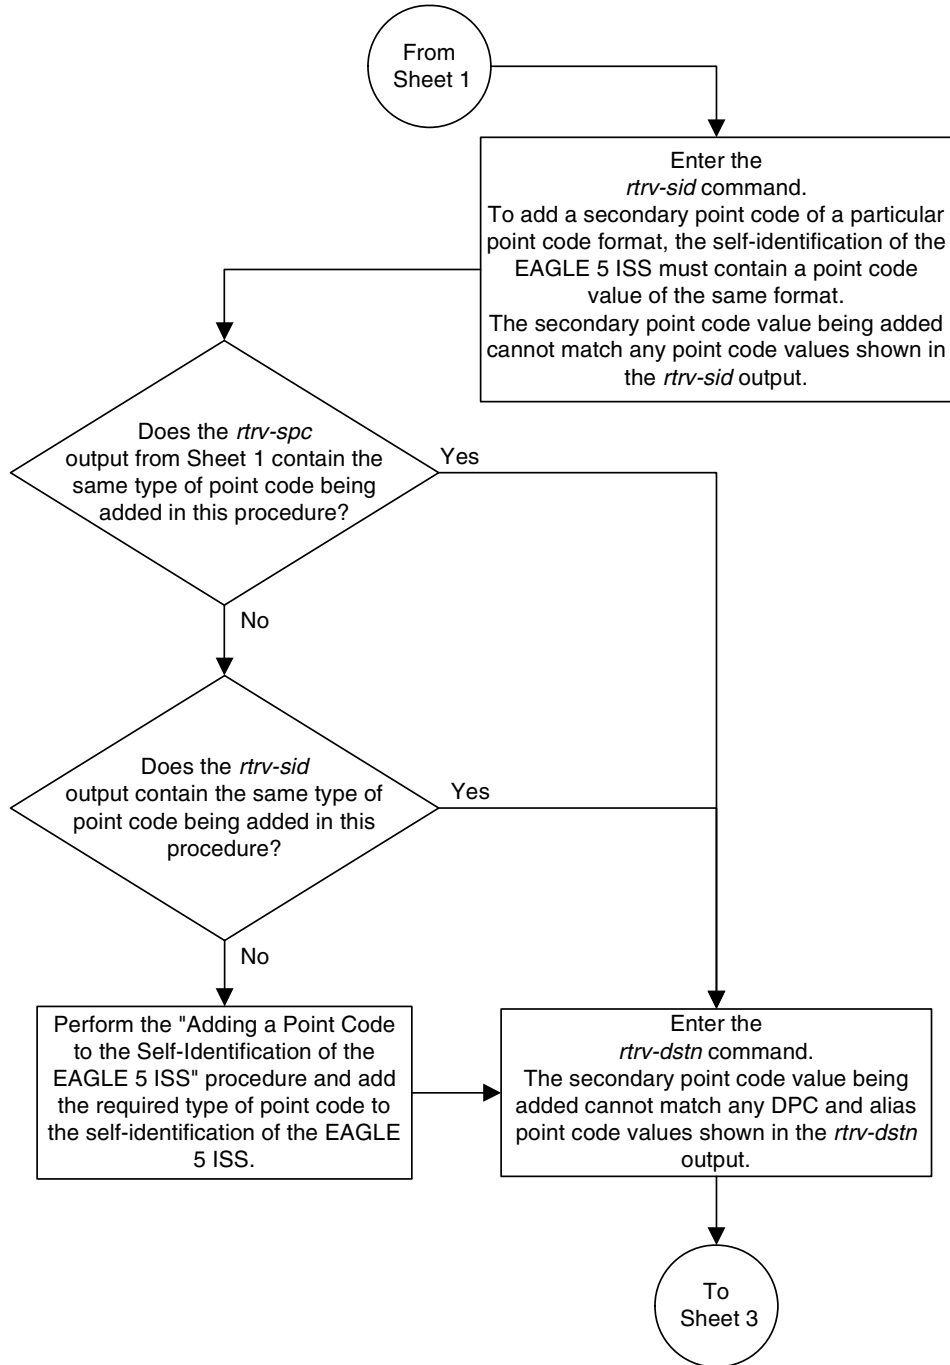 From
Sheet 1
Enter the
rtrv-sid command.
To add a secondary point code of a particular
point code format, the self-identification of the
EAGLE 5 ISS must contain a point code
value of the same format.
The secondary point code value being added
cannot match any point code values shown in
the rtrv-sid output.
Does the rtrv-spc
output from Sheet 1 contain the
same type of point code being
added in this procedure?
Yes
No
Does the rtrv-sid
output contain the same type of
point code being added in this
procedure?
Yes
No
Perform the "Adding a Point Code
to the Self-Identification of the
EAGLE 5 ISS" procedure and add
the required type of point code to
the self-identification of the EAGLE
5 ISS.
Enter the
rtrv-dstn command.
The secondary point code value being
added cannot match any DPC and alias
point code values shown in the rtrv-dstn
output.
To
Sheet 3